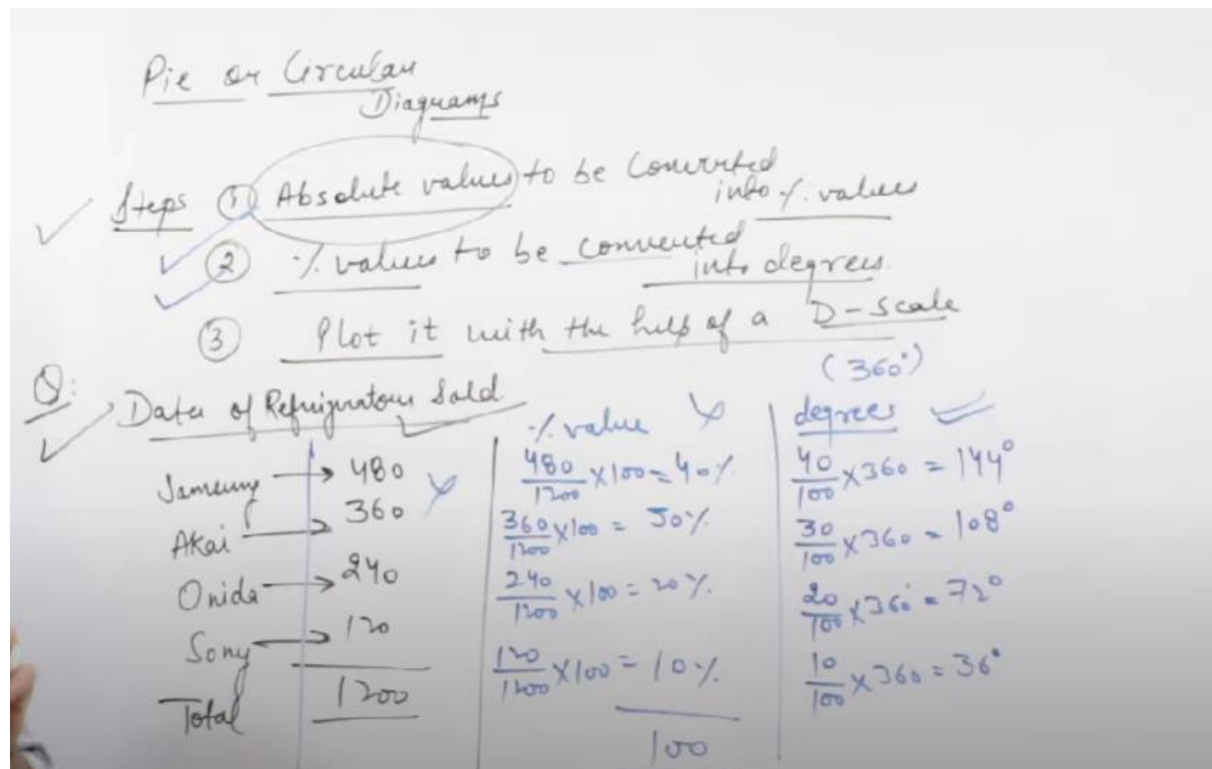 Pie or Circular
Diagrams
Steps ① Absolute values to be Converted
into % values
② % values to be converted
into degrees.
③ Plot it with the help of a D-Scale
(360°)
Q: Data of Refrigerators Sold % value degrees
Samsung → 480 480/1200 × 100 = 40% 40/100 × 360 = 144°
Akai → 360 360/1200 × 100 = 30% 30/100 × 360 = 108°
Onida → 240 240/1200 × 100 = 20% 20/100 × 360 = 72°
Sony → 120 120/1200 × 100 = 10% 10/100 × 360 = 36°
Total 1200 100